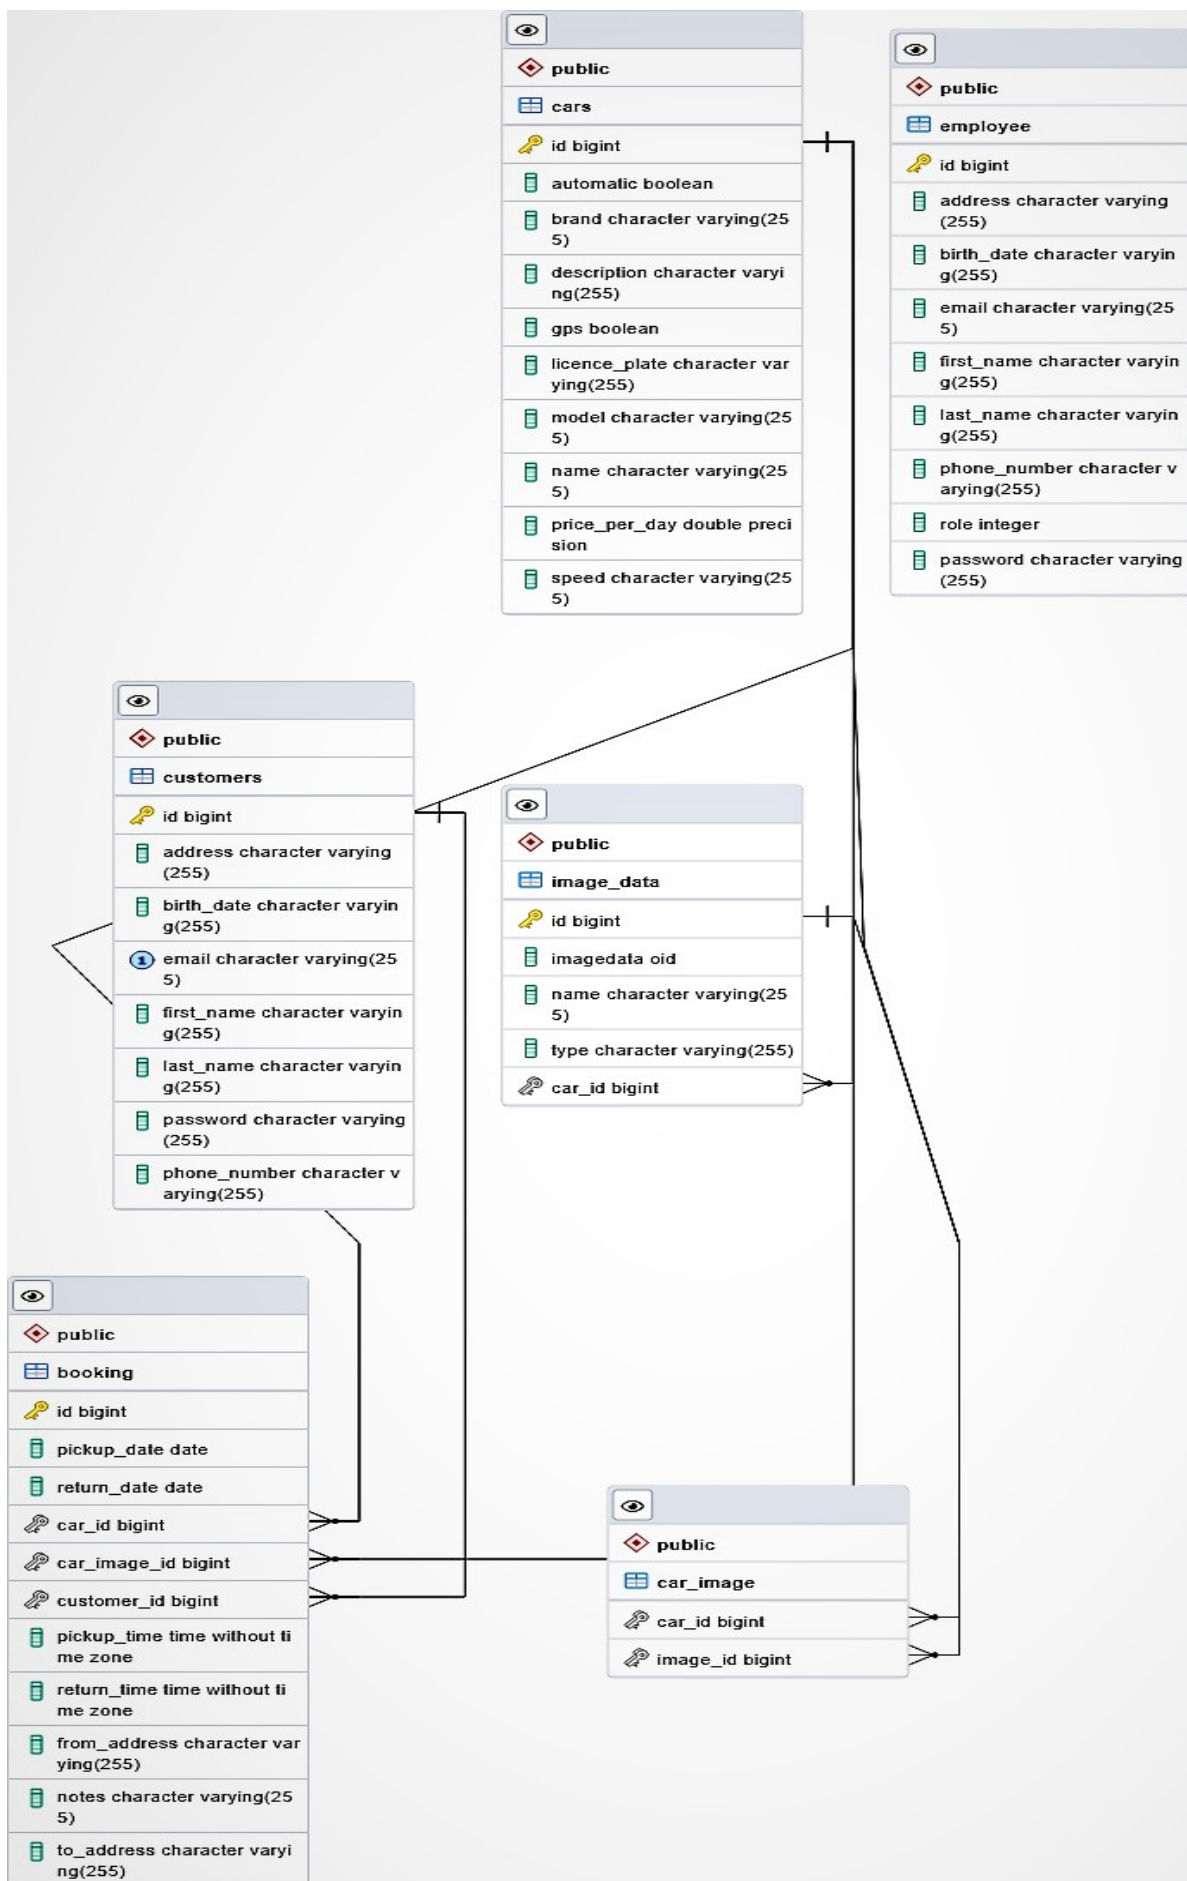 public
cars
id bigint
automatic boolean
brand character varying(25
5)
description character varyi
ng(255)
gps boolean
licence_plate character var
ying(255)
model character varying(25
5)
name character varying(25
5)
price_per_day double preci
sion
speed character varying(25
5)
public
employee
id bigint
address character varying
(255)
birth_date character varyin
g(255)
email character varying(25
5)
first_name character varyin
g(255)
last_name character varyin
g(255)
phone_number character v
arying(255)
role integer
password character varying
(255)
public
customers
id bigint
address character varying
(255)
birth_date character varyin
g(255)
1 email character varying(25
5)
first_name character varyin
g(255)
last_name character varyin
g(255)
password character varying
(255)
phone_number character v
arying(255)
public
image_data
id bigint
imagedata oid
name character varying(25
5)
type character varying(255)
car_id bigint
public
booking
id bigint
pickup_date date
return_date date
car_id bigint
car_image_id bigint
customer_id bigint
pickup_time time without ti
me zone
return_time time without ti
me zone
from_address character var
ying(255)
notes character varying(25
5)
to_address character varyi
ng(255)
public
car_image
car_id bigint
image_id bigint